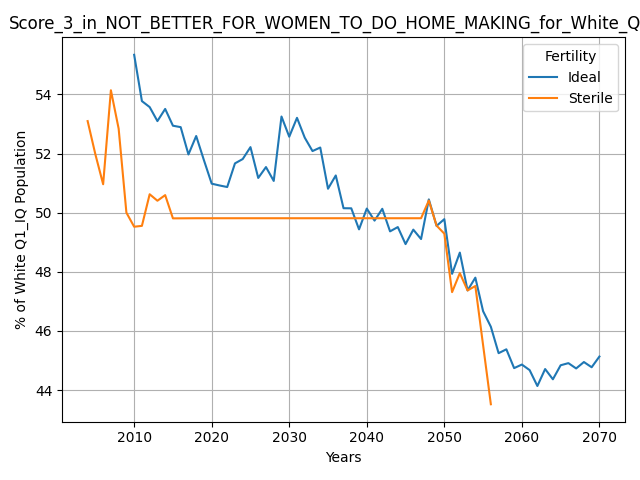 Score_3_in_NOT_BETTER_FOR_WOMEN_TO_DO_HOME_MAKING_for_White_Q
Fertility
Ideal
Sterile
% of White Q1_IQ Population
54
52
50
48
46
44
2010 2020 2030 2040 2050 2060 2070
Years